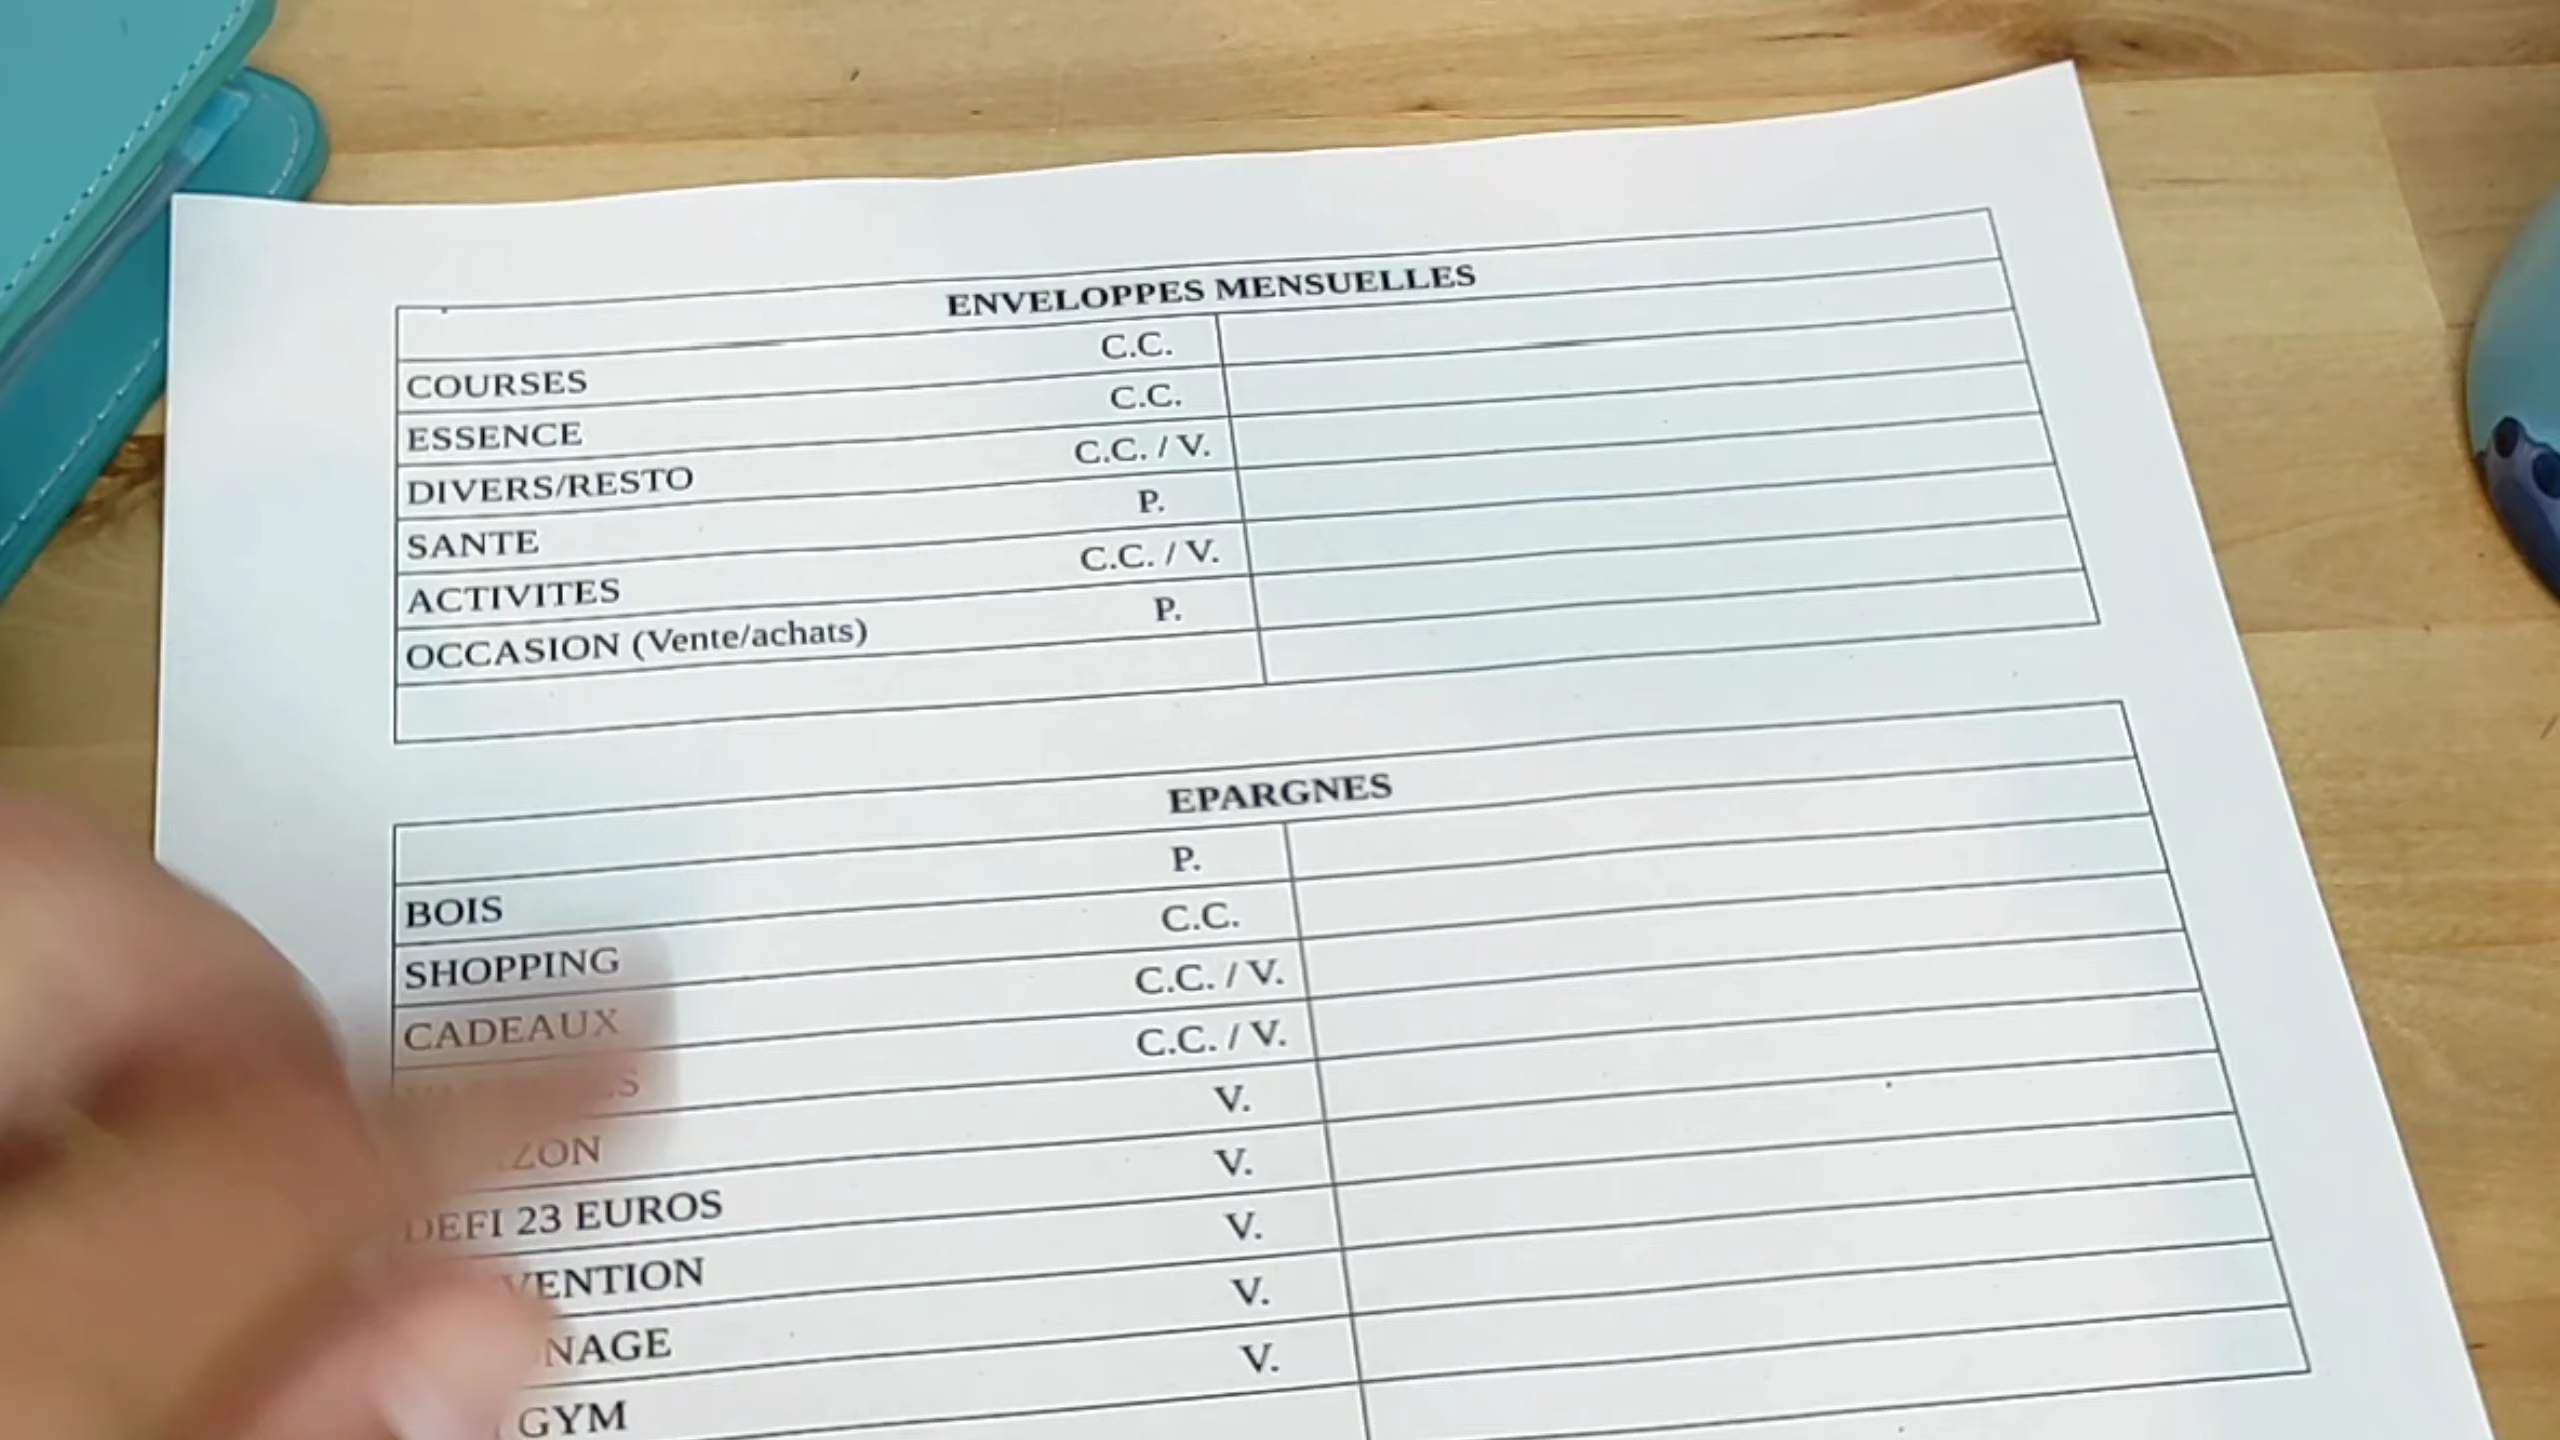 ENVELOPPES MENSUELLES
COURSES C.C.
ESSENCE C.C.
DIVERS/RESTO C.C. / V.
SANTE P.
ACTIVITES C.C. / V.
OCCASION (Vente/achats) P.
EPARGNES
BOIS P.
SHOPPING C.C.
CADEAUX C.C. / V.
C.C. / V.
V.
DEFI 23 EUROS V.
V.
V.
GYM V.